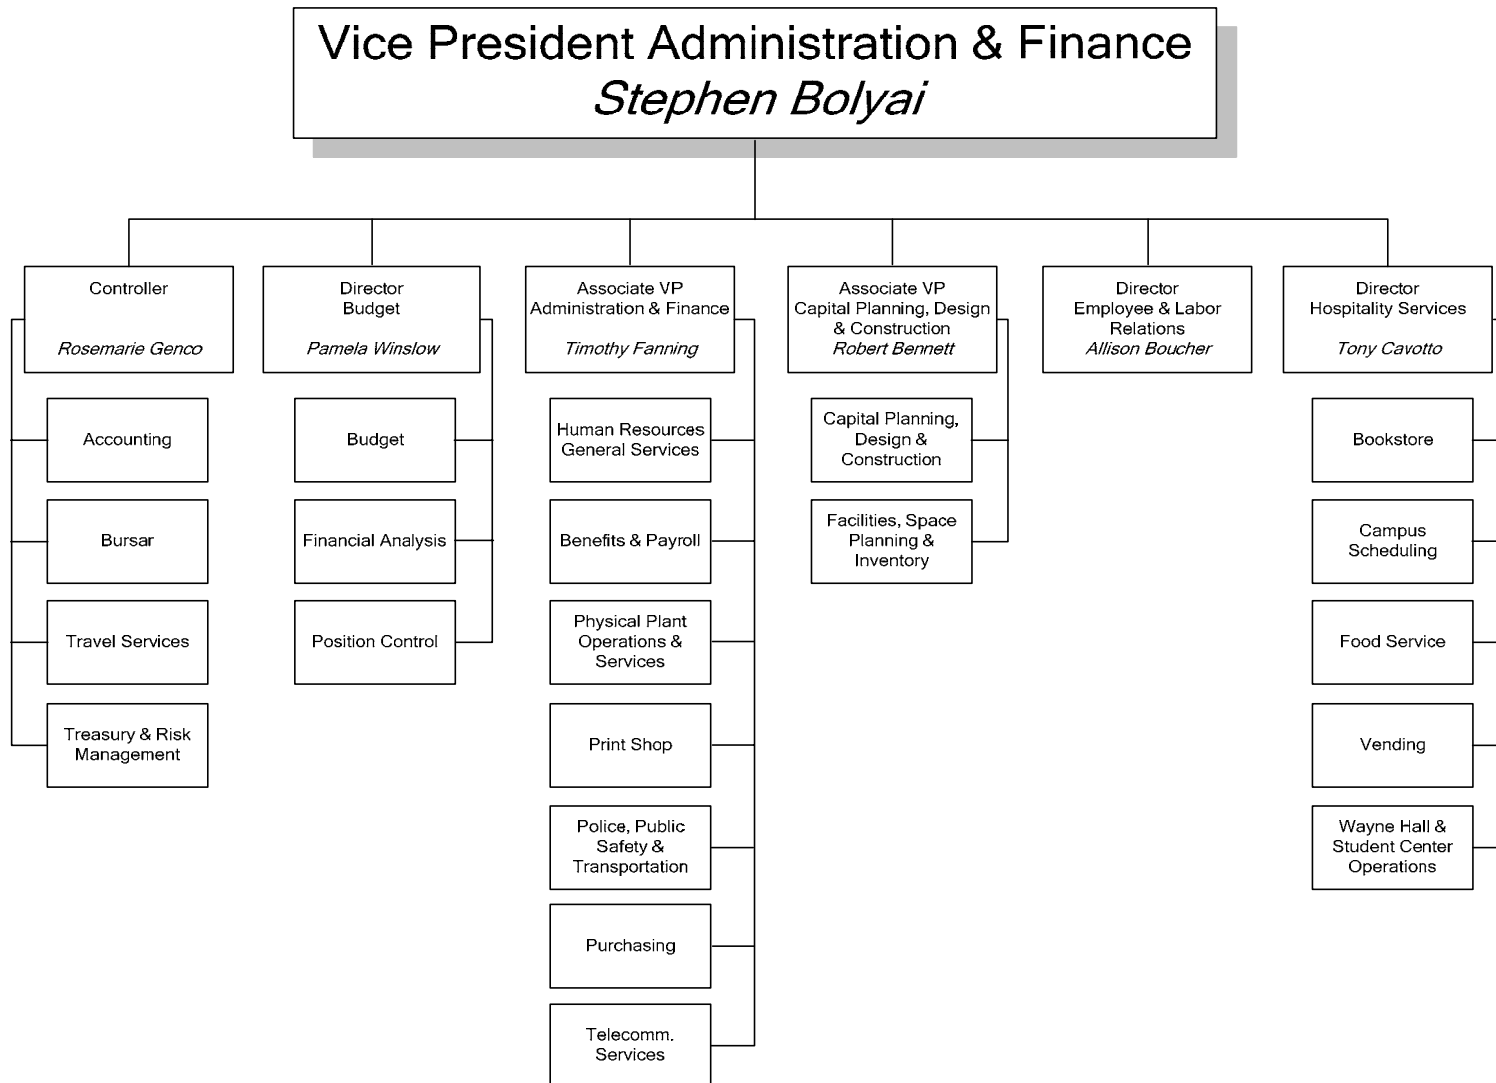 Vice President Administration & Finance
Stephen Bolyai
Controller
Rosemarie Genco
Director
Budget
Pamela Winslow
Associate VP
Administration & Finance
Timothy Fanning
Associate VP
Capital Planning, Design
& Construction
Robert Bennett
Director
Employee & Labor
Relations
Allison Boucher
Director
Hospitality Services
Tony Cavotto
Accounting
Bursar
Travel Services
Treasury & Risk
Management
Budget
Financial Analysis
Position Control
Human Resources
General Services
Benefits & Payroll
Physical Plant
Operations &
Services
Print Shop
Police, Public
Safety &
Transportation
Purchasing
Telecomm.
Services
Capital Planning,
Design &
Construction
Facilities, Space
Planning &
Inventory
Bookstore
Campus
Scheduling
Food Service
Vending
Wayne Hall &
Student Center
Operations